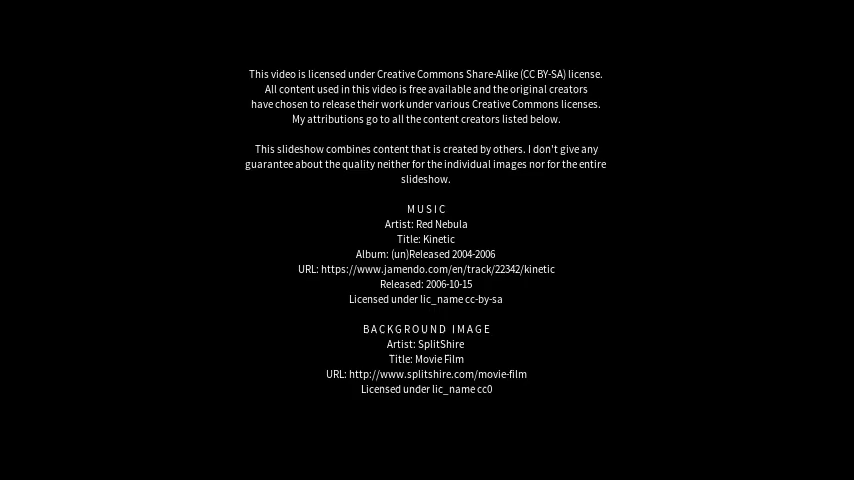 This video is licensed under Creative Commons Share-Alike (CC BY-SA) license.
All content used in this video is free available and the original creators
have chosen to release their work under various Creative Commons licenses.
My attributions go to all the content creators listed below.
This slideshow combines content that is created by others. I don't give any
guarantee about the quality neither for the individual images nor for the entire
slideshow.
MUSIC
Artist: Red Nebula
Title: Kinetic
Album: (un)Released 2004-2006
URL: https://www.jamendo.com/en/track/22342/kinetic
Released: 2006-10-15
Licensed under lic_name cc-by-sa
BACKGROUND IMAGE
Artist: SplitShire
Title: Movie Film
URL: http://www.splitshire.com/movie-film
Licensed under lic_name cc0